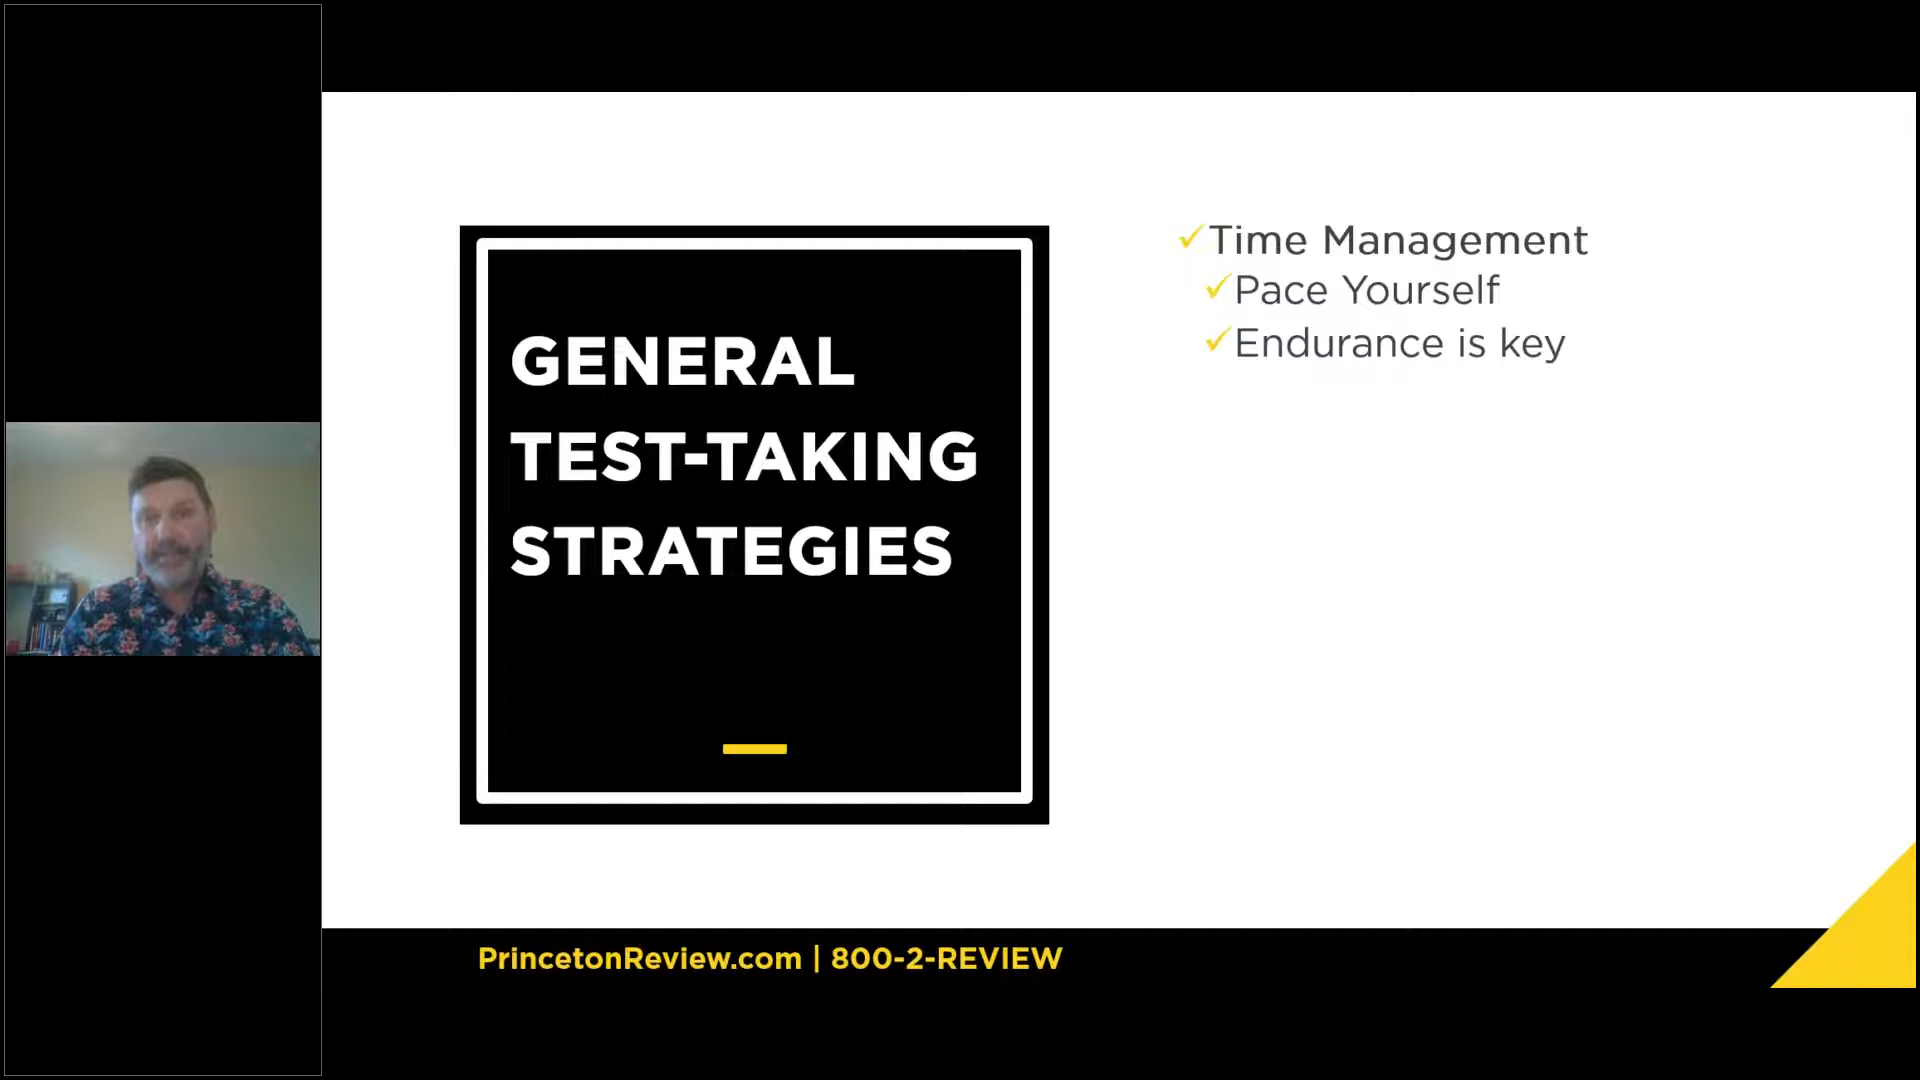 GENERAL
TEST-TAKING
STRATEGIES
✓Time Management
✓Pace Yourself
✓Endurance is key
PrincetonReview.com | 800-2-REVIEW